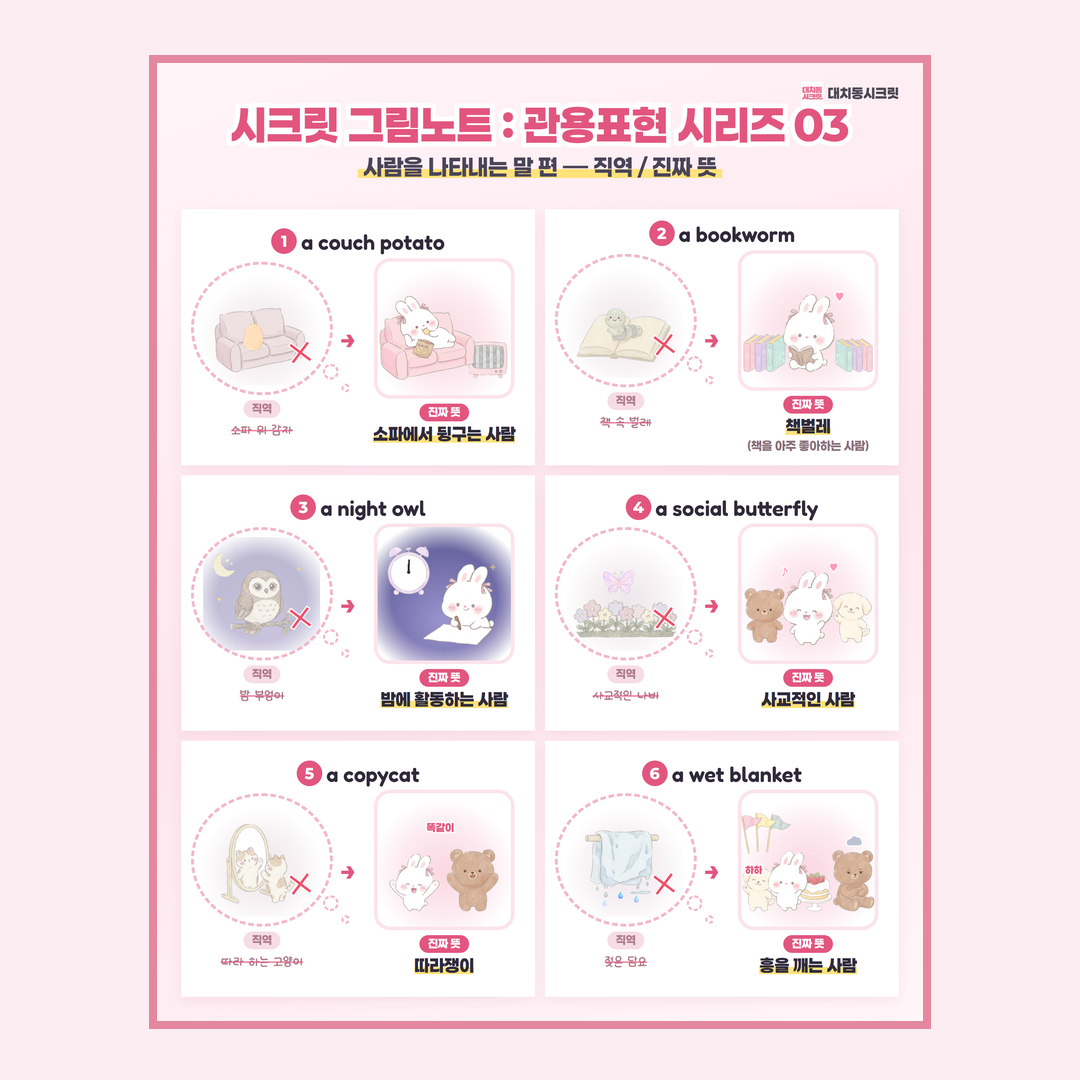 대치동
시크릿
대치동시크릿
시크릿 그림노트 : 관용표현 시리즈 03
사람을 나타내는 말 편 — 직역 / 진짜 뜻
1 a couch potato
직역
소파 위 감자
진짜 뜻
소파에서 뒹구는 사람
2 a bookworm
직역
책 속 벌레
진짜 뜻
책벌레
(책을 아주 좋아하는 사람)
3 a night owl
직역
밤 부엉이
진짜 뜻
밤에 활동하는 사람
4 a social butterfly
직역
사교적인 나비
진짜 뜻
사교적인 사람
5 a copycat
직역
따라 하는 고양이
똑같이
진짜 뜻
따라쟁이
6 a wet blanket
직역
젖은 담요
하하
진짜 뜻
흥을 깨는 사람